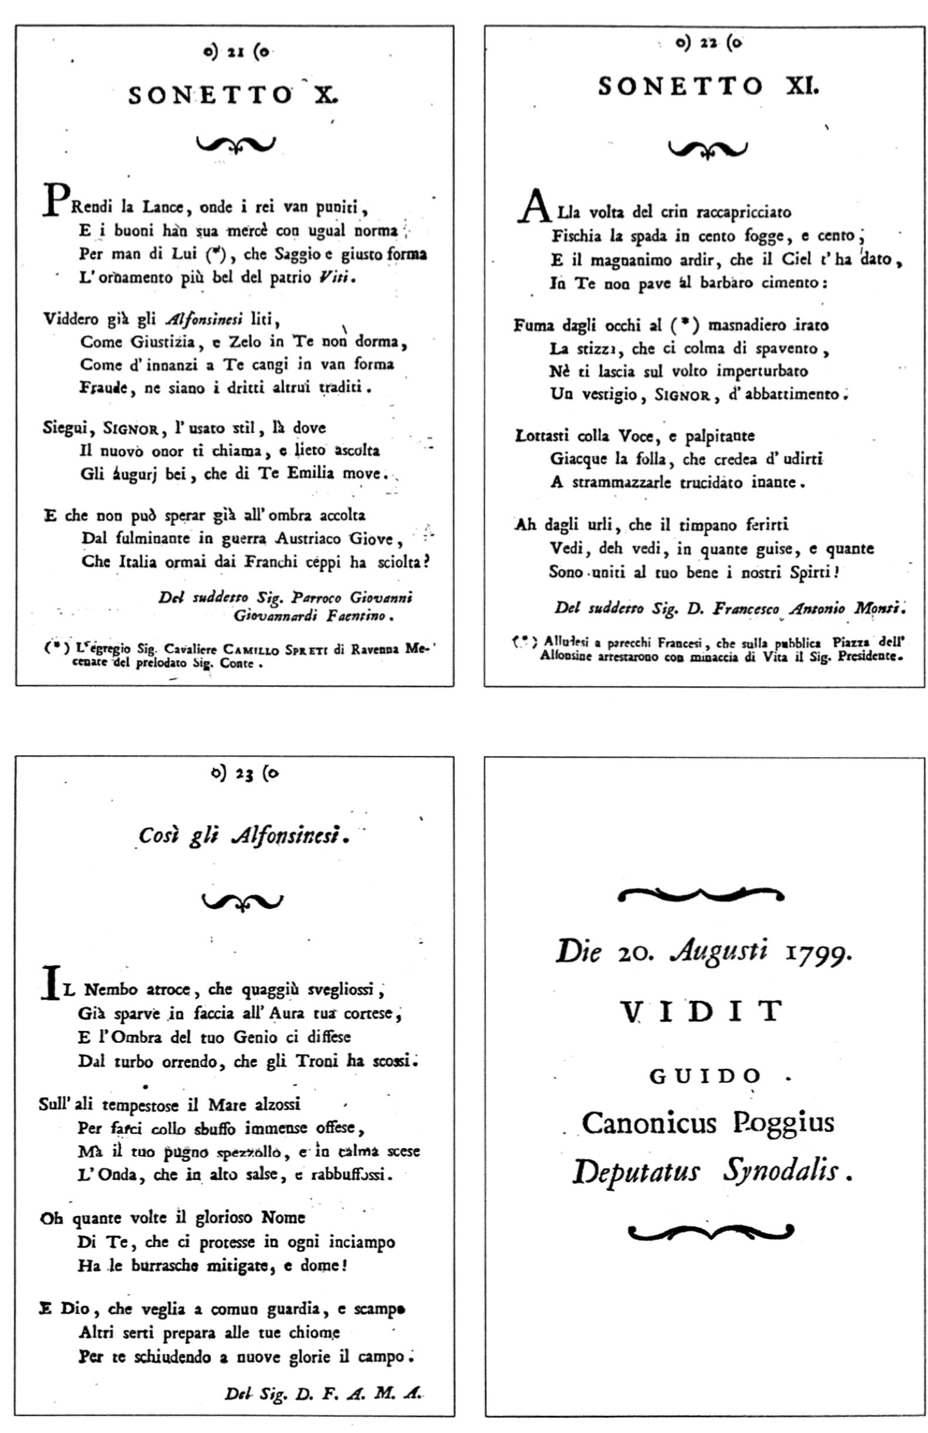 o) 21 (o
SONETTO X.
PRendi la Lance, onde i rei van puniti,
E i buoni hàn sua mercè con ugual norma
Per man di Lui (*), che Saggio e giusto forma
L'ornamento più bel del patrio Viti.
Viddero già gli Alfonsinesi liti,
Come Giustizia, e Zelo in Te non dorma,
Come d'innanzi a Te cangi in van forma
Fraude, ne siano i dritti altrui traditi.
Siegui, SIGNOR, l'usato stil, là dove
Il nuovo onor ti chiama, e lieto ascolta
Gli augurj bei, che di Te Emilia move.
E che non può sperar già all'ombra accolta
Dal fulminante in guerra Austriaco Giove,
Che Italia ormai dai Franchi ceppi ha sciolta?
Del suddetto Sig. Parroco Giovanni
Giovannardi Faentino.
(*) L'egregio Sig. Cavaliere CAMILLO SPRETI di Ravenna Me-
cenate del prelodato Sig. Conte.
o) 22 (o
SONETTO XI.
ALla volta del crin raccapricciato
Fischia la spada in cento fogge, e cento;
E il magnanimo ardir, che il Ciel t'ha dato,
In Te non pave al barbaro cimento:
Fuma dagli occhi al (*) masnadiero irato
La stizza, che ci colma di spavento,
Nè ti lascia sul volto imperturbato
Un vestigio, SIGNOR, d'abbattimento.
Lottasti colla Voce, e palpitante
Giacque la folla, che credea d'udirti
A strammazzarle trucidato inante.
Ah dagli urli, che il timpano ferirti
Vedi, deh vedi, in quante guise, e quante
Sono uniti al tuo bene i nostri Spirti!
Del suddetto Sig. D. Francesco Antonio Monti.
(*) Alludesi a parecchi Francesi, che sulla pubblica Piazza dell'
Alfonsine arrestarono con minaccia di Vita il Sig. Presidente.
o) 23 (o
Così gli Alfonsinesi.
IL Nembo atroce, che quaggiù svegliossi,
Già sparve in faccia all'Aura tua cortese,
E l'Ombra del tuo Genio ci diffese
Dal turbo orrendo, che gli Troni ha scossi.
Sull'ali tempestose il Mare alzossi
Per farci collo sbuffo immense offese,
Mà il tuo pugno spezzollo, e in calma scese
L'Onda, che in alto salse, e rabbuffossi.
Oh quante volte il glorioso Nome
Di Te, che ci protesse in ogni inciampo
Ha le burrasche mitigate, e dome!
E Dio, che veglia a comun guardia, e scampo
Altri serti prepara alle tue chiome
Per te schiudendo a nuove glorie il campo.
Del Sig. D. F. A. M. A.
Die 20. Augusti 1799.
VIDIT
GUIDO.
Canonicus Poggius
Deputatus Synodalis.